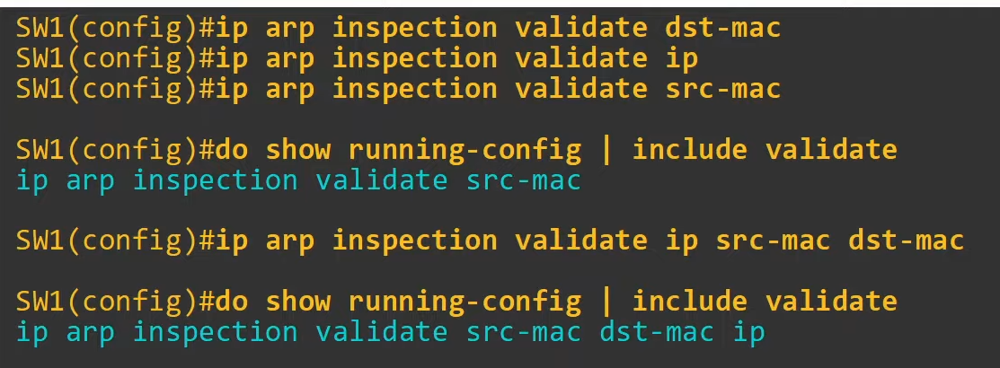 SW1(config)#ip arp inspection validate dst-mac
SW1(config)#ip arp inspection validate ip
SW1(config)#ip arp inspection validate src-mac
SW1(config)#do show running-config | include validate
ip arp inspection validate src-mac
SW1(config)#ip arp inspection validate ip src-mac dst-mac
SW1(config)#do show running-config | include validate
ip arp inspection validate src-mac dst-mac ip